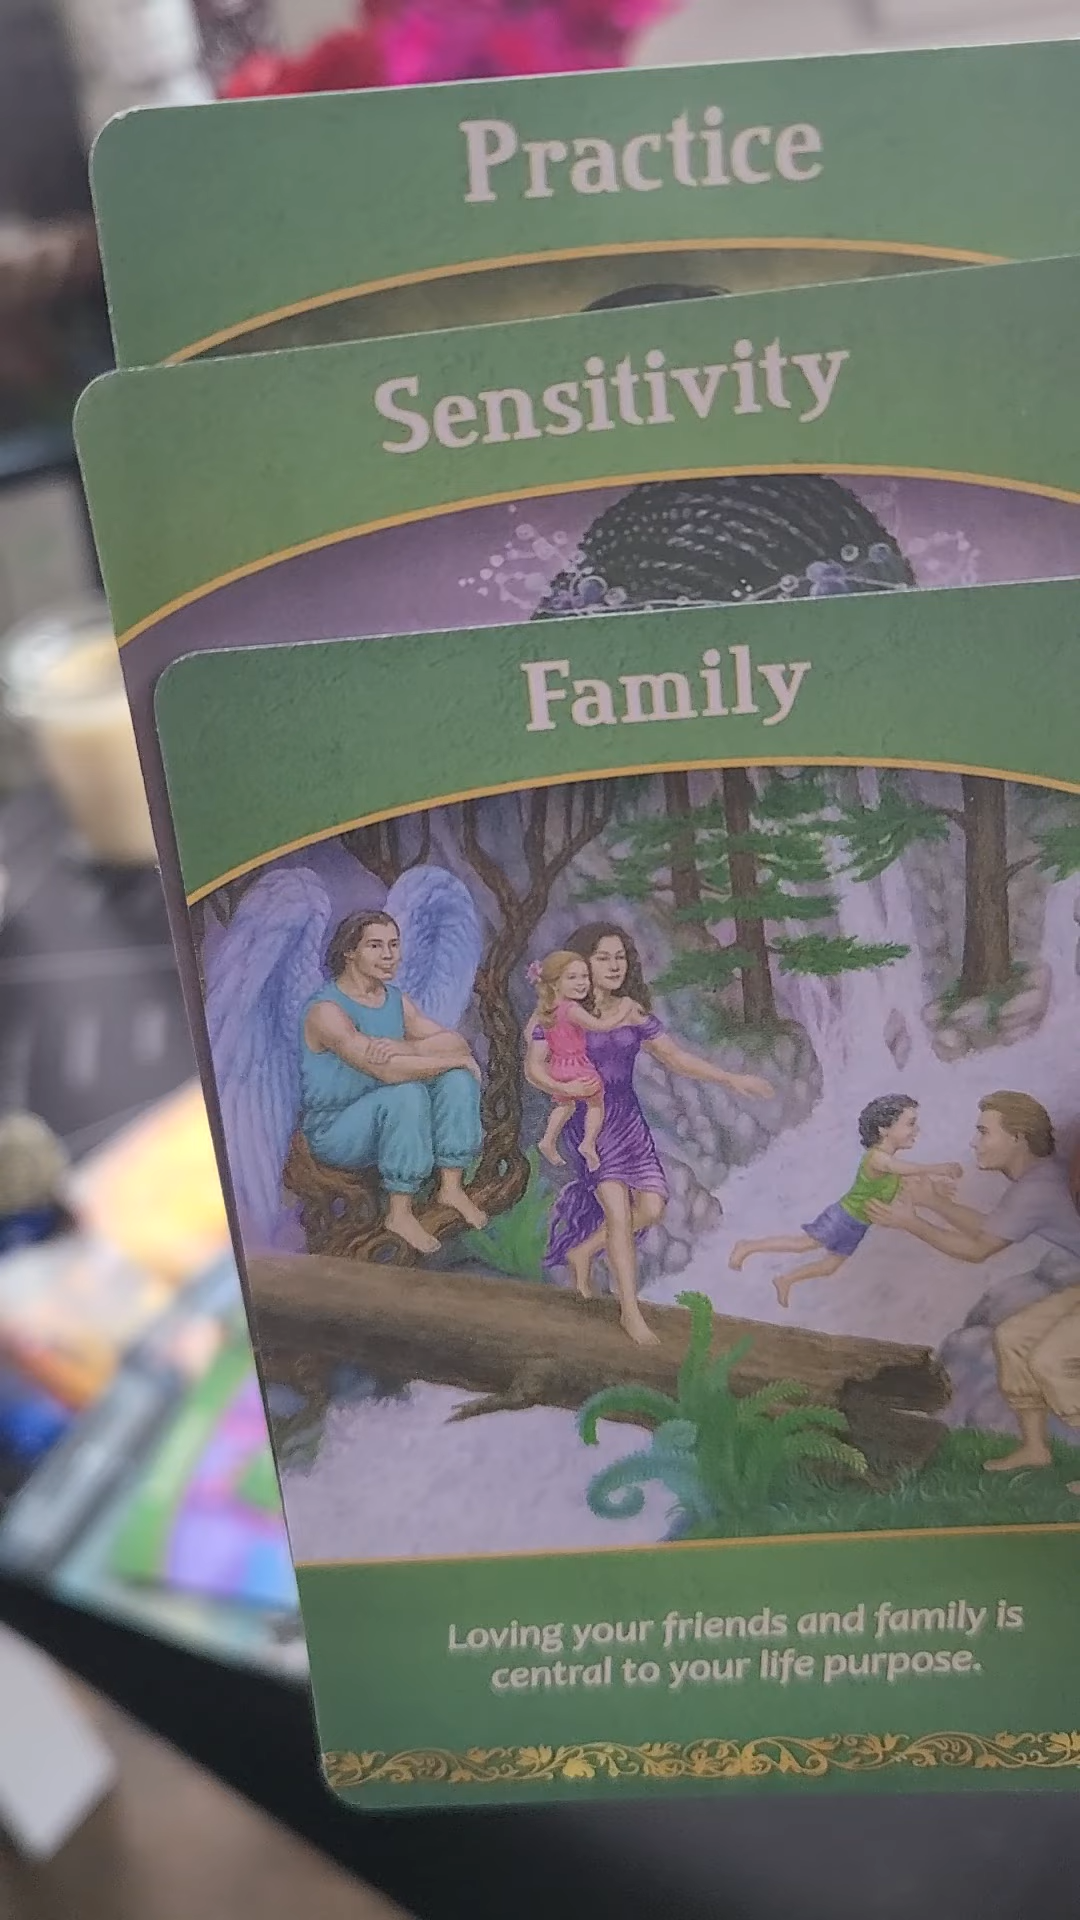 Practice
Sensitivity
Family
Loving your friends and family is
central to your life purpose.